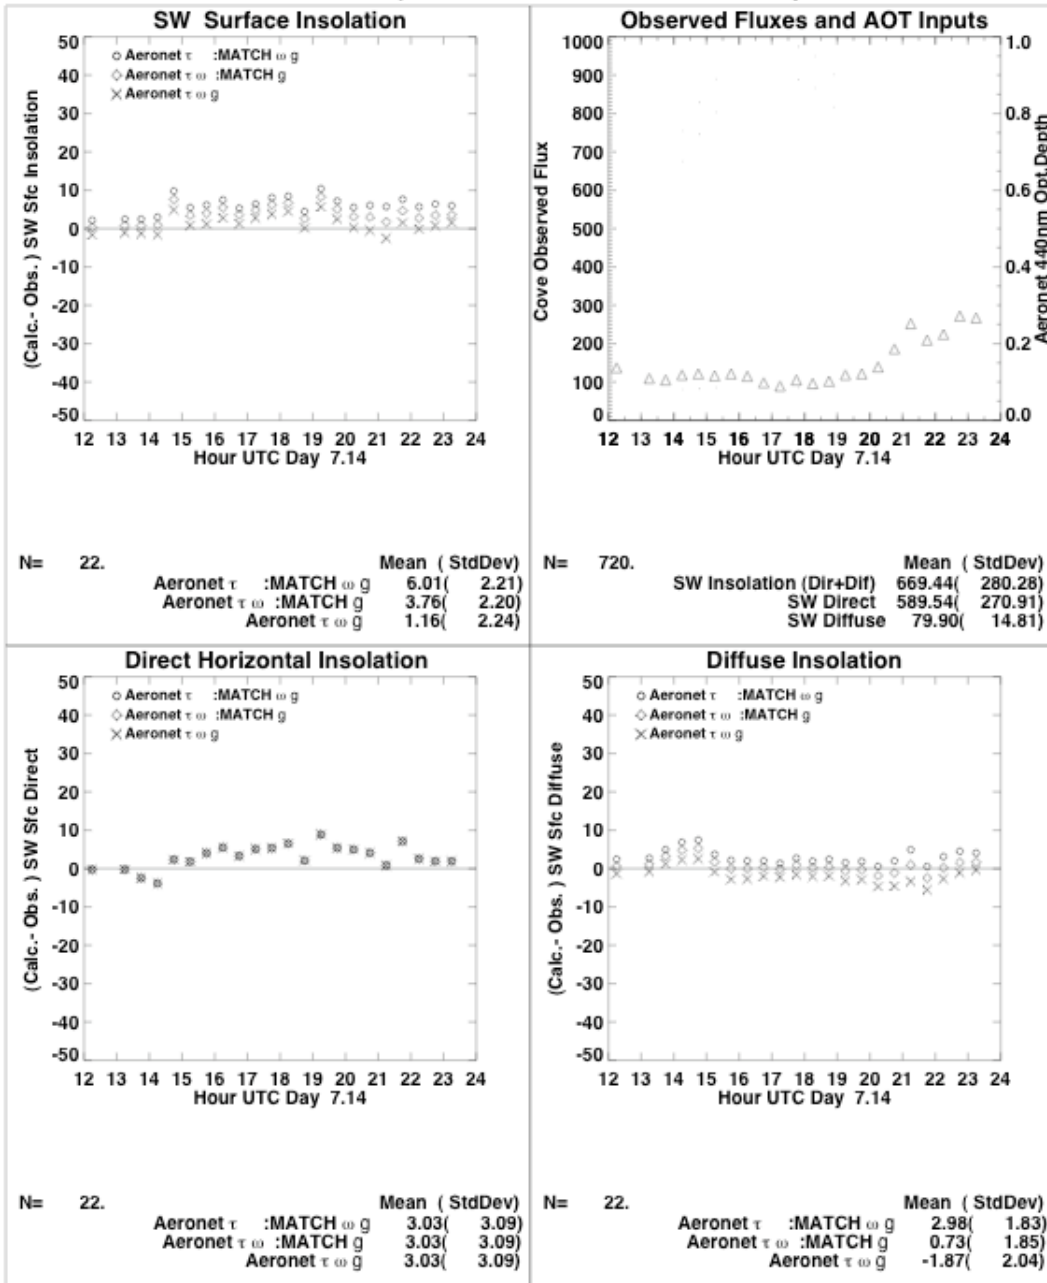 SW Surface Insolation
50
40
30
20
10
0
-10
-20
-30
-40
-50
(Calc.- Obs. ) SW Sfc Insolation
○ Aeronet τ :MATCH ω g
◇ Aeronet τ ω :MATCH g
× Aeronet τ ω g
12 13 14 15 16 17 18 19 20 21 22 23 24
Hour UTC Day 7.14
N= 22. Mean ( StdDev)
Aeronet τ :MATCH ω g 6.01( 2.21)
Aeronet τ ω :MATCH g 3.76( 2.20)
Aeronet τ ω g 1.16( 2.24)
Observed Fluxes and AOT Inputs
1000
900
800
700
600
500
400
300
200
100
0
Cove Observed Flux
1.0
0.8
0.6
0.4
0.2
0.0
Aeronet 440nm Opt.Depth
12 13 14 15 16 17 18 19 20 21 22 23 24
Hour UTC Day 7.14
N= 720. Mean ( StdDev)
SW Insolation (Dir+Dif) 669.44( 280.28)
SW Direct 589.54( 270.91)
SW Diffuse 79.90( 14.81)
Direct Horizontal Insolation
50
40
30
20
10
0
-10
-20
-30
-40
-50
(Calc.- Obs. ) SW Sfc Direct
○ Aeronet τ :MATCH ω g
◇ Aeronet τ ω :MATCH g
× Aeronet τ ω g
12 13 14 15 16 17 18 19 20 21 22 23 24
Hour UTC Day 7.14
N= 22. Mean ( StdDev)
Aeronet τ :MATCH ω g 3.03( 3.09)
Aeronet τ ω :MATCH g 3.03( 3.09)
Aeronet τ ω g 3.03( 3.09)
Diffuse Insolation
50
40
30
20
10
0
-10
-20
-30
-40
-50
(Calc.- Obs. ) SW Sfc Diffuse
○ Aeronet τ :MATCH ω g
◇ Aeronet τ ω :MATCH g
× Aeronet τ ω g
12 13 14 15 16 17 18 19 20 21 22 23 24
Hour UTC Day 7.14
N= 22. Mean ( StdDev)
Aeronet τ :MATCH ω g 2.98( 1.83)
Aeronet τ ω :MATCH g 0.73( 1.85)
Aeronet τ ω g -1.87( 2.04)